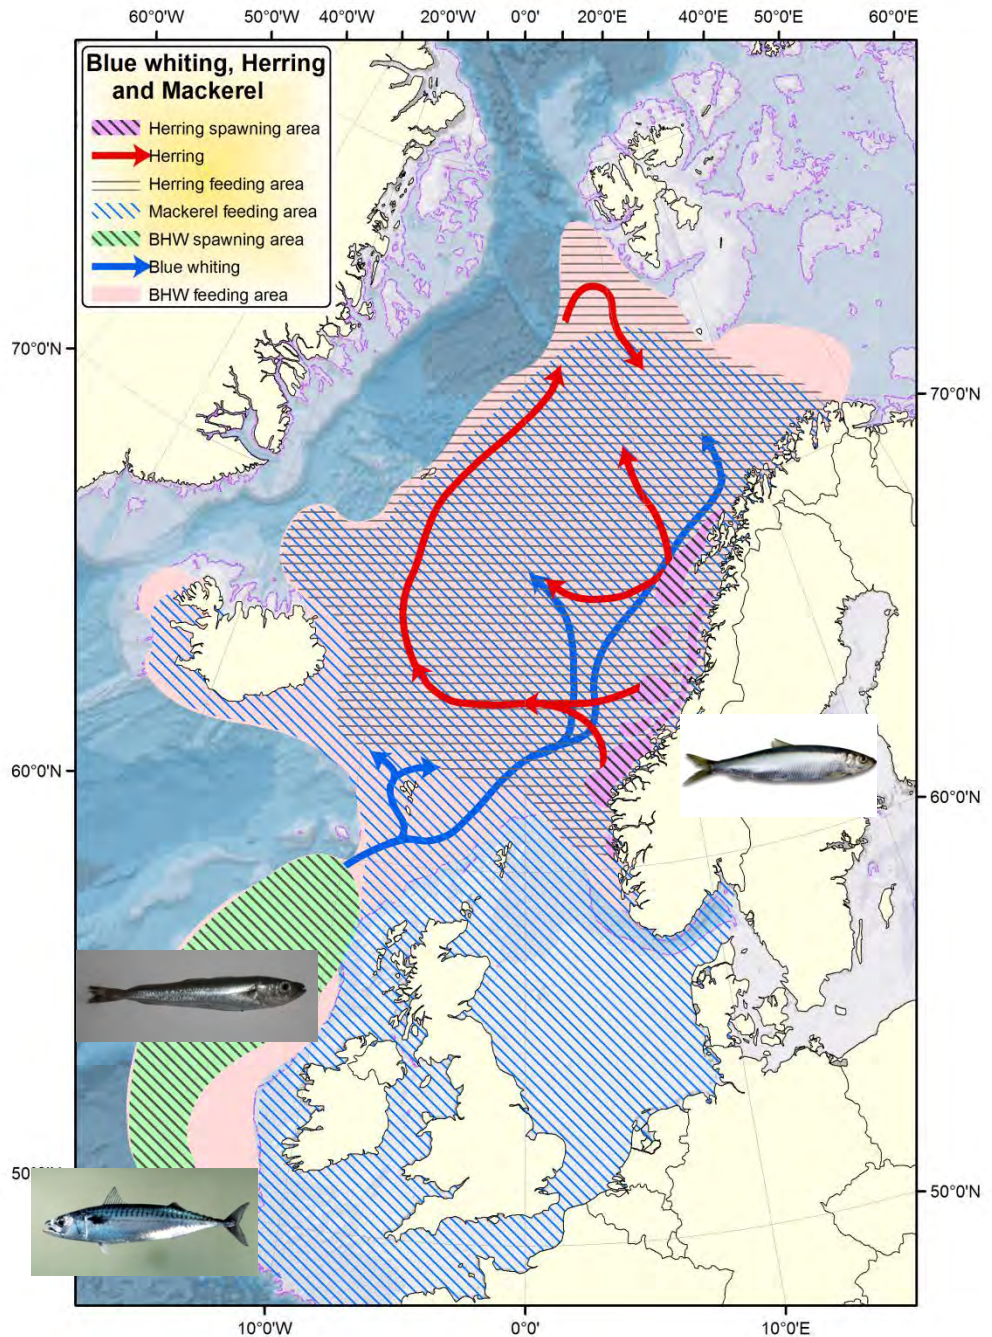 60°0'W 50°0'W 40°0'W 20°0'W 0°0' 20°0'E 40°0'E 50°0'E 60°0'E
Blue whiting, Herring
and Mackerel
Herring spawning area
Herring
Herring feeding area
Mackerel feeding area
BHW spawning area
Blue whiting
BHW feeding area
70°0'N
70°0'N
60°0'N
60°0'N
50°0'N
10°0'W 0°0' 10°0'E